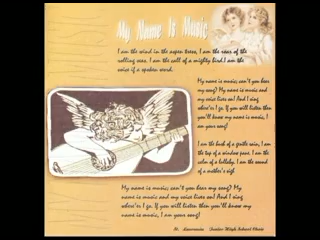 My Name Is Music
I am the wind in the aspen trees, I am the roar of the
rolling seas. I am the call of a mighty bird. I am the
voice if a spoken word.
My name is music; can't you hear
my song? My name is music and
my voice lives on! And I sing
where'er I go. If you will listen then
you'll know my name is music, I
am your song!
I am the hush of a gentle rain, I am
the tap of a window pane. I am the
calm of a lullaby. I am the sound
of a mother's sigh
My name is music; can't you hear my song? My
name is music and my voice lives on! And I sing
where'er I go. If you will listen then you'll know my
name is music, I am your song!
Junior High School Choir